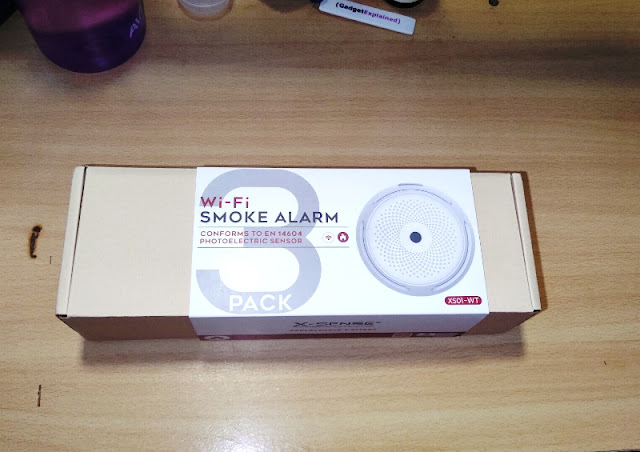 (GadgetExplained)
Wi-Fi
SMOKE ALARM
CONFORMS TO EN 14604
PHOTOELECTRIC SENSOR
3
PACK
XS01-WT
X-SENSE